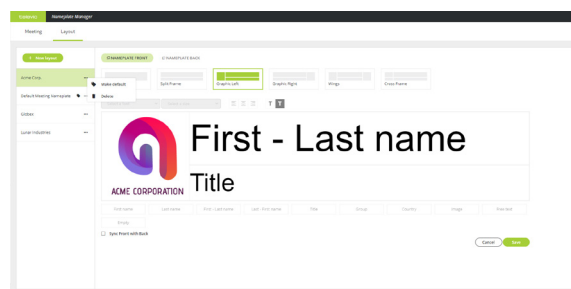 Nameplate Manager
Meeting Layout
+ New layout
NAMEPLATE FRONT NAMEPLATE BACK
Acme Corp.
Make default
Delete
Split Frame Graphic Left Graphic Right Wings Cross Frame
Default Meeting Nameplate
Globex
Lunar Industries
First - Last name
Title
ACME CORPORATION
First name Last name First - Last name Last - First name Title Group Country Image Free text
Empty
Sync Front with Back
Cancel Save